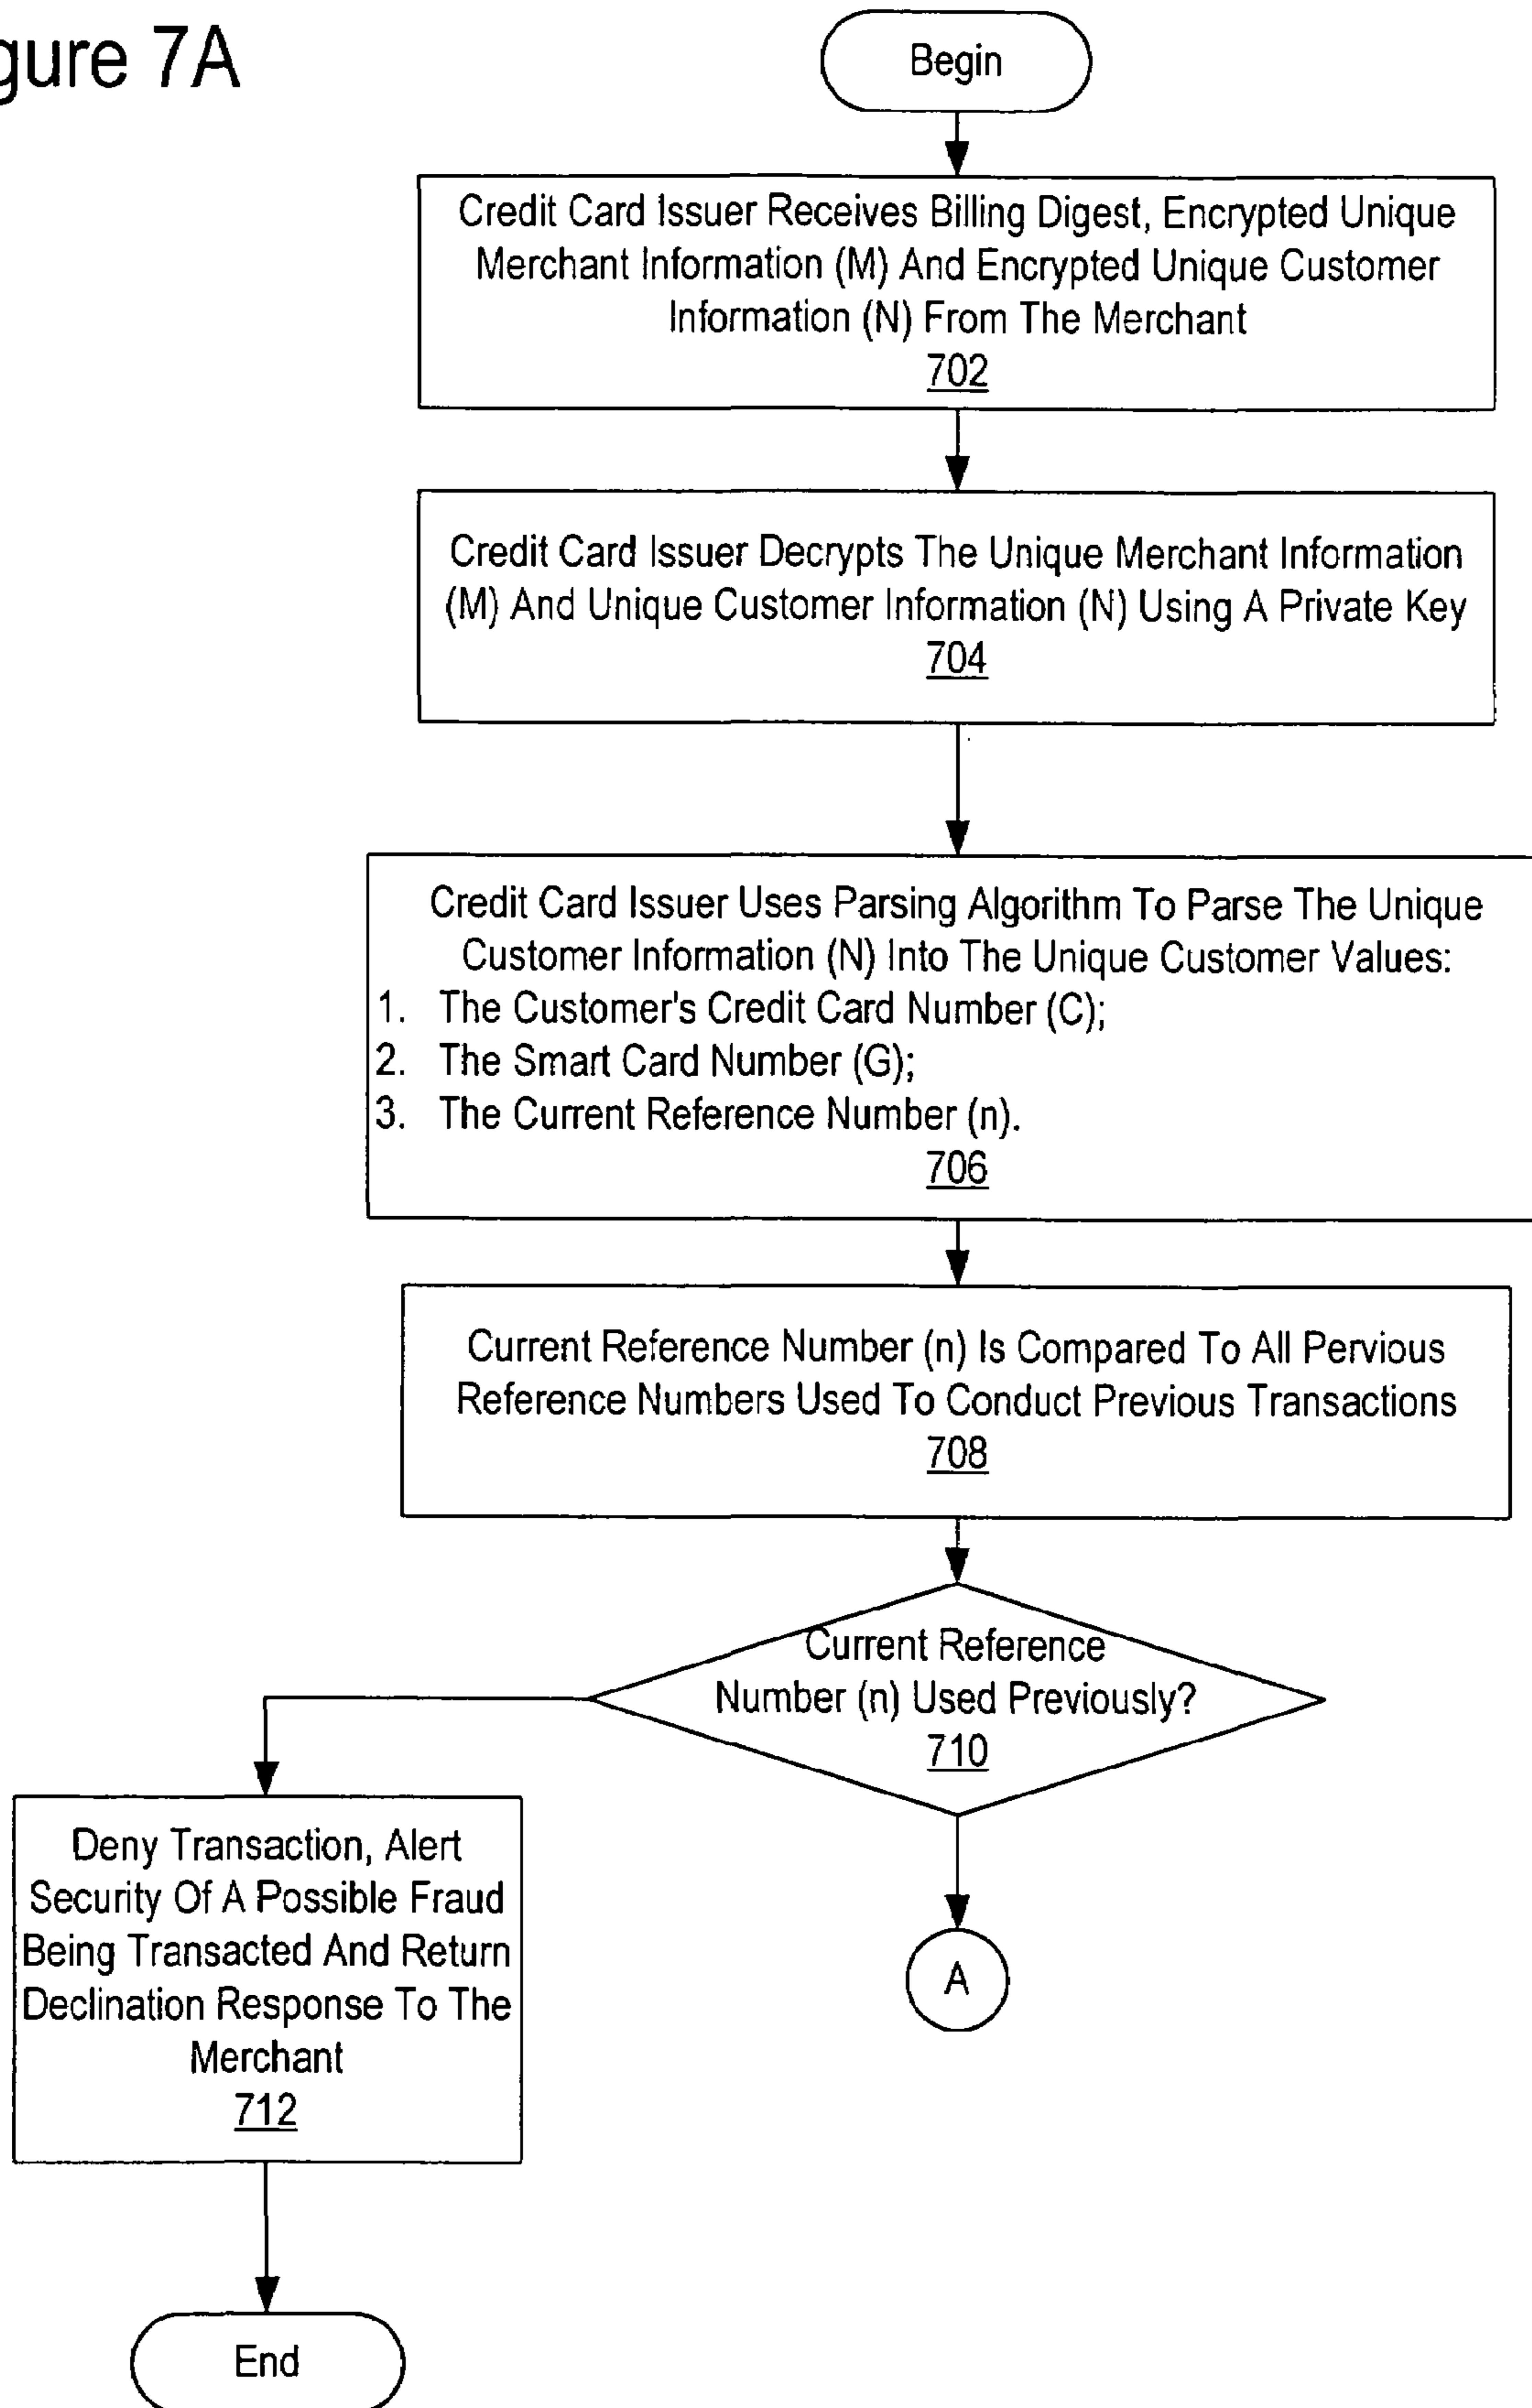 gure 7A
Begin
Credit Card Issuer Receives Billing Digest, Encrypted Unique
Merchant Information (M) And Encrypted Unique Customer
Information (N) From The Merchant
702
Credit Card Issuer Decrypts The Unique Merchant Information
(M) And Unique Customer Information (N) Using A Private Key
704
Credit Card Issuer Uses Parsing Algorithm To Parse The Unique
Customer Information (N) Into The Unique Customer Values:
1. The Customer's Credit Card Number (C);
2. The Smart Card Number (G);
3. The Current Reference Number (n).
706
Current Reference Number (n) Is Compared To All Pervious
Reference Numbers Used To Conduct Previous Transactions
708
Current Reference
Number (n) Used Previously?
710
Deny Transaction, Alert
Security Of A Possible Fraud
Being Transacted And Return
Declination Response To The
Merchant
712
A
End